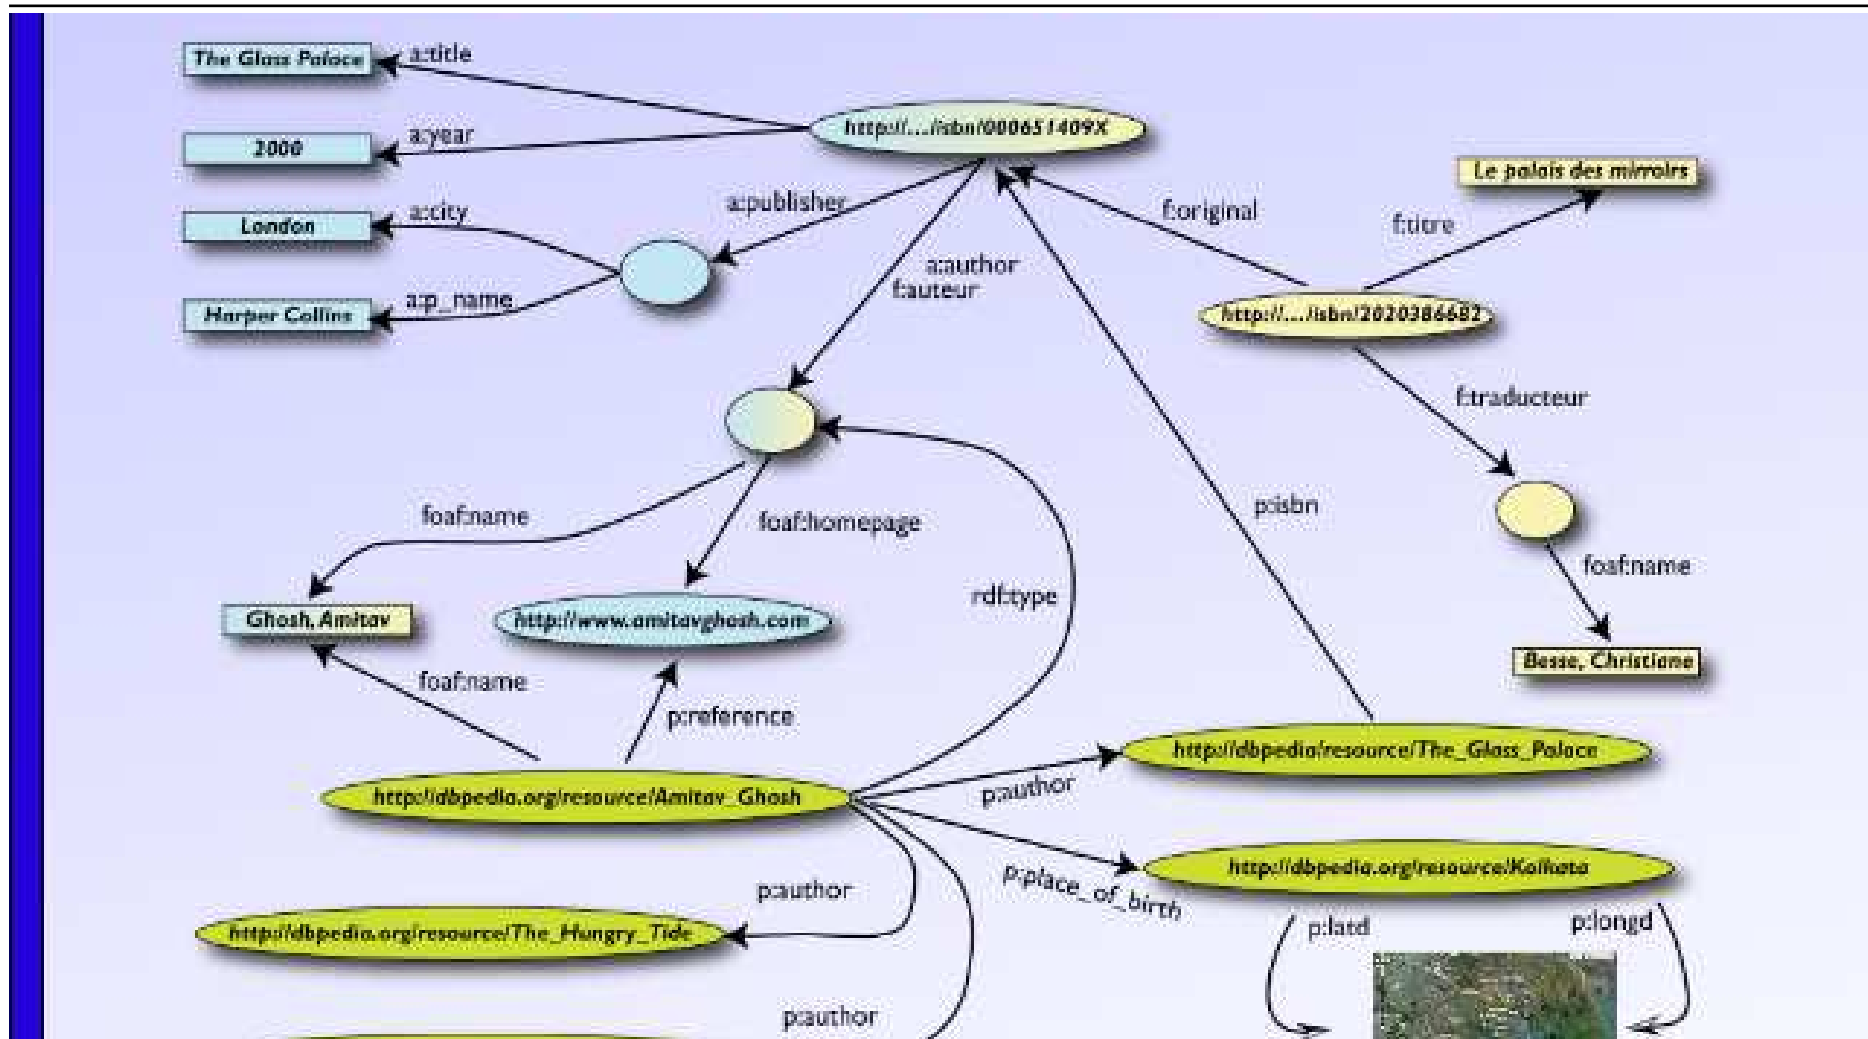 The Glass Palace
a:title
http://.../isbn/000651409X
2000
a:year
Le palais des mirroirs
London
a:city
a:publisher
f:original
f:titre
a:author
f:auteur
Harper Collins
a:p_name
http://.../isbn/2020386682
f:traducteur
foaf:name
foaf:homepage
p:isbn
foaf:name
rdf:type
Ghosh, Amitav
http://www.amitavghosh.com
Besse, Christiane
foaf:name
p:reference
http://dbpedia/resource/The_Glass_Palace
http://dbpedia.org/resource/Amitav_Ghosh
p:author
http://dbpedia.org/resource/Kolkata
p:place_of_birth
p:author
http://dbpedia.org/resource/The_Hungry_Tide
p:latd
p:longd
p:author